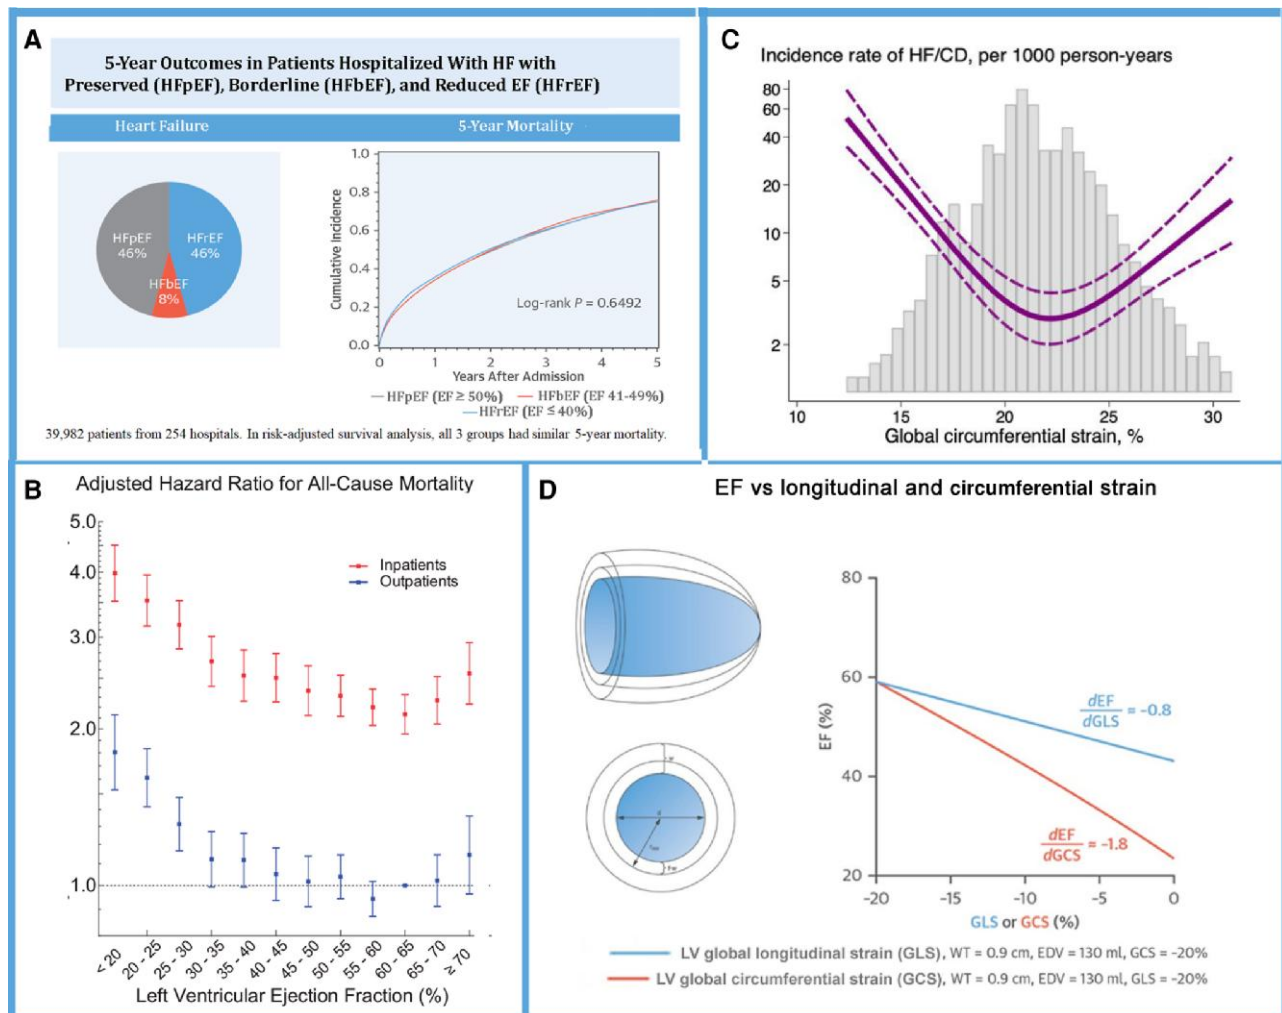 A
5-Year Outcomes in Patients Hospitalized With HF with
Preserved (HFpEF), Borderline (HFbEF), and Reduced EF (HFrEF)
Heart Failure
5-Year Mortality
HFpEF
46%
HFrEF
46%
HFbEF
8%
Cumulative Incidence
1.0
0.8
0.6
0.4
0.2
0.0
Log-rank P = 0.6492
0 1 2 3 4 5
Years After Admission
HFpEF (EF ≥ 50%) HFbEF (EF 41-49%)
HFrEF (EF ≤ 40%)
39,982 patients from 254 hospitals. In risk-adjusted survival analysis, all 3 groups had similar 5-year mortality.
C
Incidence rate of HF/CD, per 1000 person-years
80
60
40
20
10
5
2
10 15 20 25 30
Global circumferential strain, %
B
Adjusted Hazard Ratio for All-Cause Mortality
5.0
4.0
3.0
2.0
1.0
Inpatients
Outpatients
< 20 20 - 25 25 - 30 30 - 35 35 - 40 40 - 45 45 - 50 50 - 55 55 - 60 60 - 65 65 - 70 ≥ 70
Left Ventricular Ejection Fraction (%)
D
EF vs longitudinal and circumferential strain
EF (%)
80
60
40
20
dEF
dGLS
= -0.8
dEF
dGCS
= -1.8
-20 -15 -10 -5 0
GLS or GCS (%)
LV global longitudinal strain (GLS), WT = 0.9 cm, EDV = 130 ml, GCS = -20%
LV global circumferential strain (GCS), WT = 0.9 cm, EDV = 130 ml, GLS = -20%